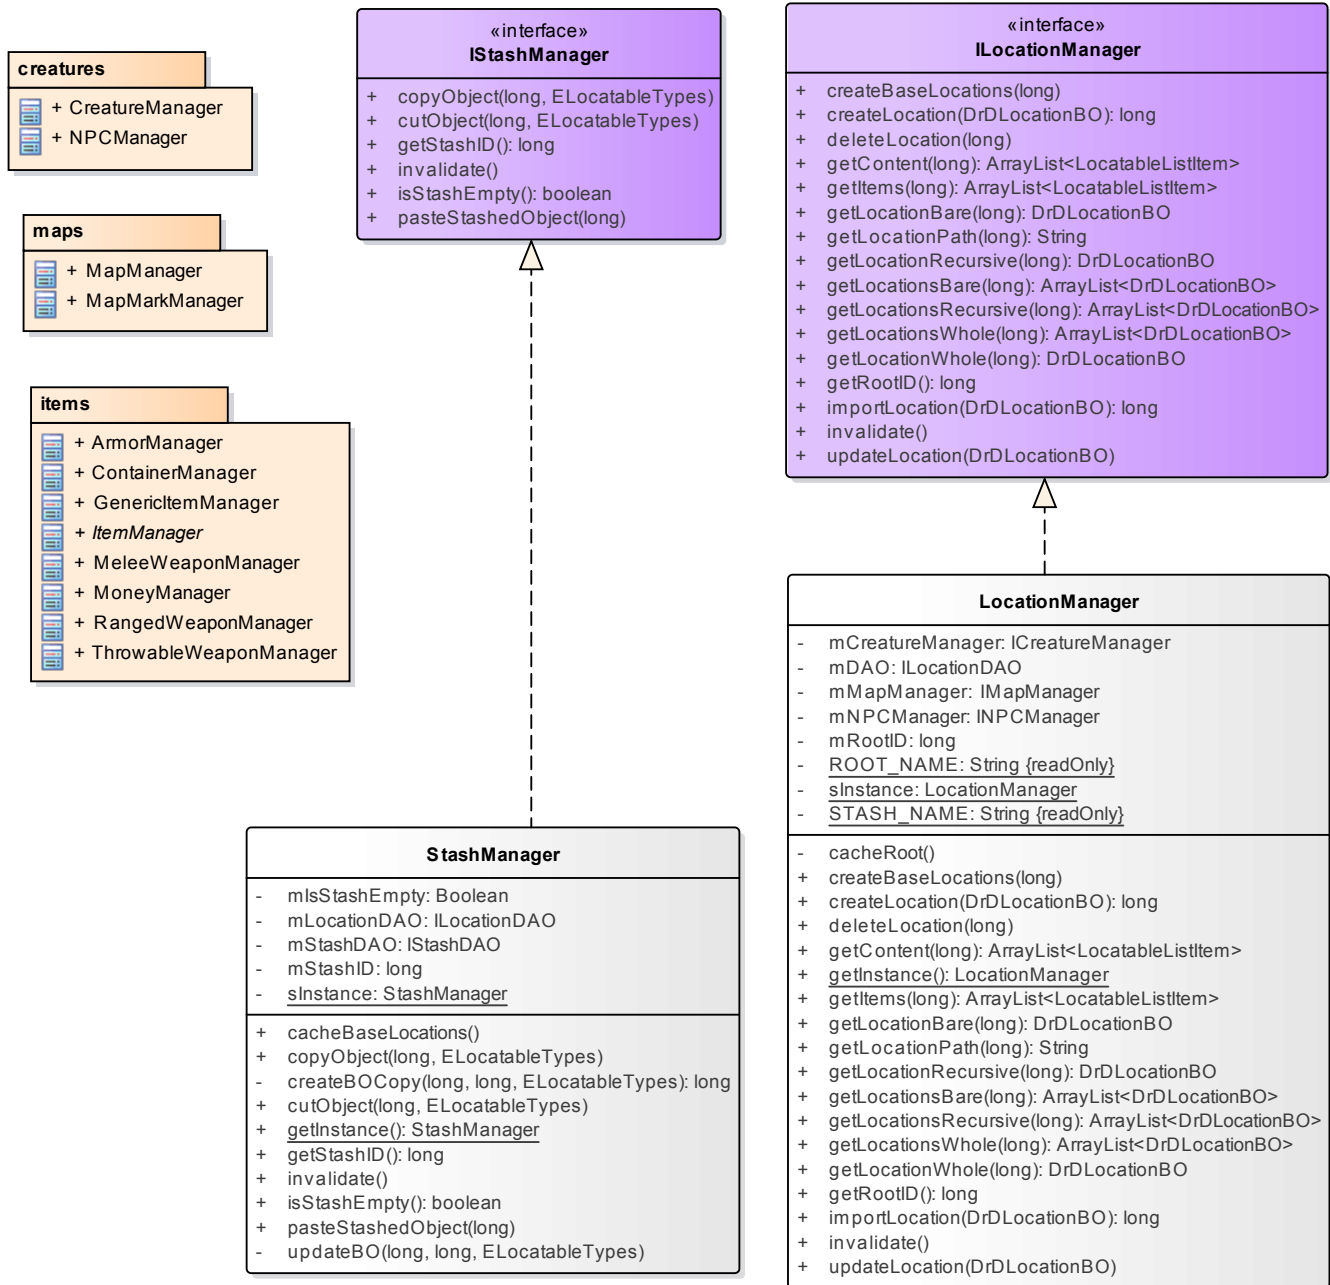 creatures
+ CreatureManager
+ NPCManager
maps
+ MapManager
+ MapMarkManager
items
+ ArmorManager
+ ContainerManager
+ GenericItemManager
+ ItemManager
+ MeleeWeaponManager
+ MoneyManager
+ RangedWeaponManager
+ ThrowableWeaponManager
«interface»
IStashManager
+ copyObject(long, ELocatableTypes)
+ cutObject(long, ELocatableTypes)
+ getStashID(): long
+ invalidate()
+ isStashEmpty(): boolean
+ pasteStashedObject(long)
«interface»
ILocationManager
+ createBaseLocations(long)
+ createLocation(DrDLocationBO): long
+ deleteLocation(long)
+ getContent(long): ArrayList<LocatableListItem>
+ getItems(long): ArrayList<LocatableListItem>
+ getLocationBare(long): DrDLocationBO
+ getLocationPath(long): String
+ getLocationRecursive(long): DrDLocationBO
+ getLocationsBare(long): ArrayList<DrDLocationBO>
+ getLocationsRecursive(long): ArrayList<DrDLocationBO>
+ getLocationsWhole(long): ArrayList<DrDLocationBO>
+ getLocationWhole(long): DrDLocationBO
+ getRootID(): long
+ importLocation(DrDLocationBO): long
+ invalidate()
+ updateLocation(DrDLocationBO)
StashManager
- mIsStashEmpty: Boolean
- mLocationDAO: ILocationDAO
- mStashDAO: IStashDAO
- mStashID: long
- sInstance: StashManager
+ cacheBaseLocations()
+ copyObject(long, ELocatableTypes)
- createBOCopy(long, long, ELocatableTypes): long
+ cutObject(long, ELocatableTypes)
+ getInstance(): StashManager
+ getStashID(): long
+ invalidate()
+ isStashEmpty(): boolean
+ pasteStashedObject(long)
- updateBO(long, long, ELocatableTypes)
LocationManager
- mCreatureManager: ICreatureManager
- mDAO: ILocationDAO
- mMapManager: IMapManager
- mNPCManager: INPCManager
- mRootID: long
- ROOT_NAME: String {readOnly}
- sInstance: LocationManager
- STASH_NAME: String {readOnly}
- cacheRoot()
+ createBaseLocations(long)
+ createLocation(DrDLocationBO): long
+ deleteLocation(long)
+ getContent(long): ArrayList<LocatableListItem>
+ getInstance(): LocationManager
+ getItems(long): ArrayList<LocatableListItem>
+ getLocationBare(long): DrDLocationBO
+ getLocationPath(long): String
+ getLocationRecursive(long): DrDLocationBO
+ getLocationsBare(long): ArrayList<DrDLocationBO>
+ getLocationsRecursive(long): ArrayList<DrDLocationBO>
+ getLocationsWhole(long): ArrayList<DrDLocationBO>
+ getLocationWhole(long): DrDLocationBO
+ getRootID(): long
+ importLocation(DrDLocationBO): long
+ invalidate()
+ updateLocation(DrDLocationBO)